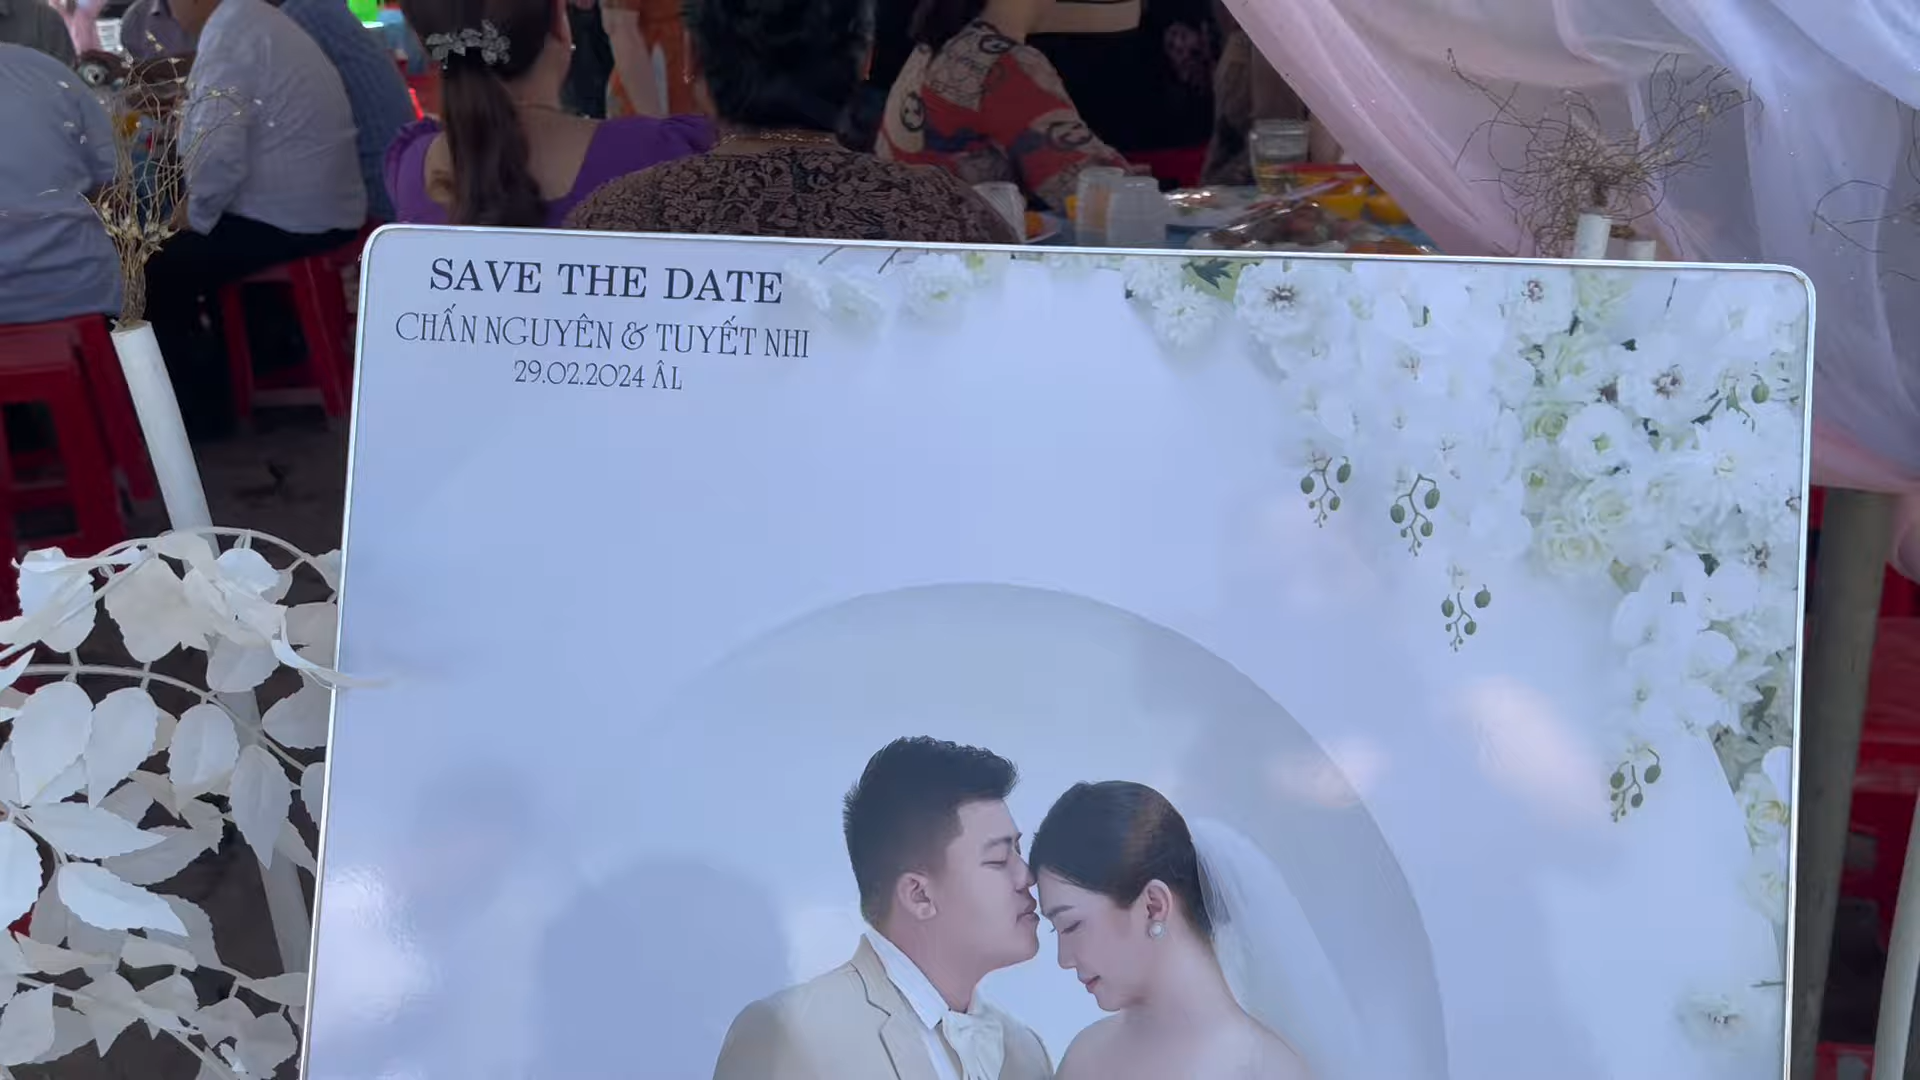 SAVE THE DATE
CHẤN NGUYÊN & TUYẾT NHI
29.02.2024 ÂL